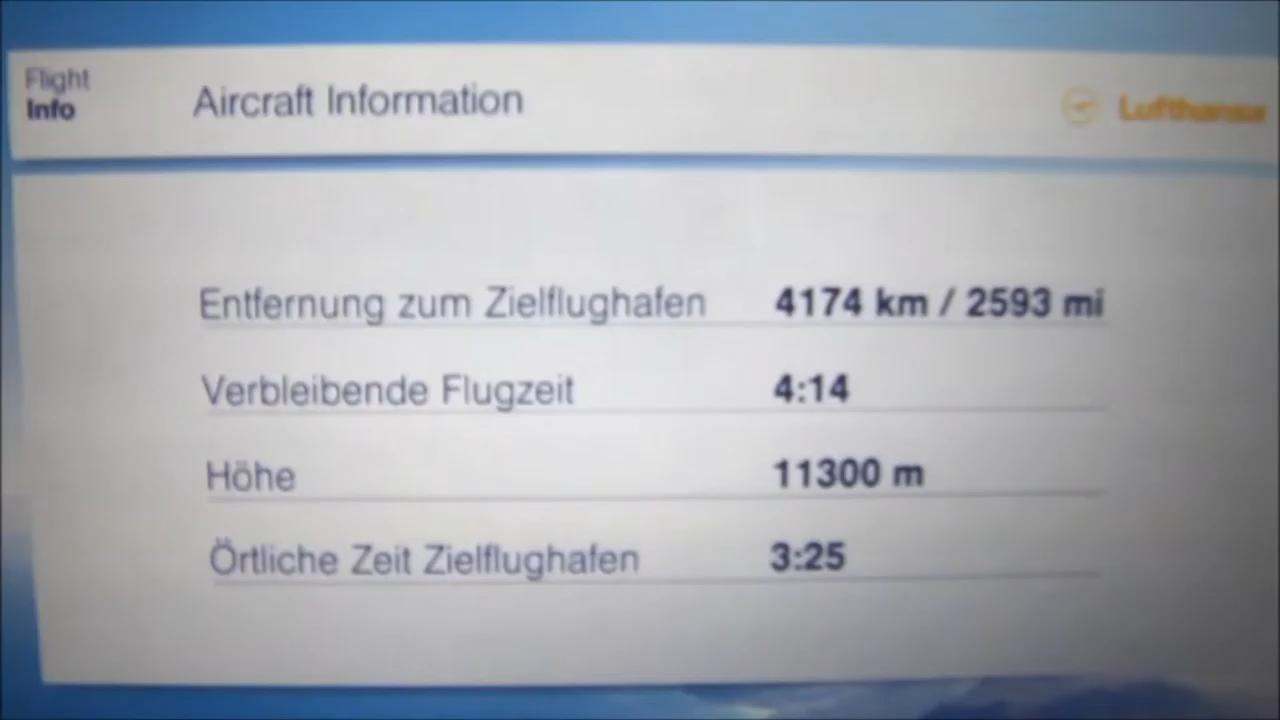 Flight
Info
Aircraft Information
Lufthansa
Entfernung zum Zielflughafen 4174 km / 2593 mi
Verbleibende Flugzeit 4:14
Höhe 11300 m
Örtliche Zeit Zielflughafen 3:25